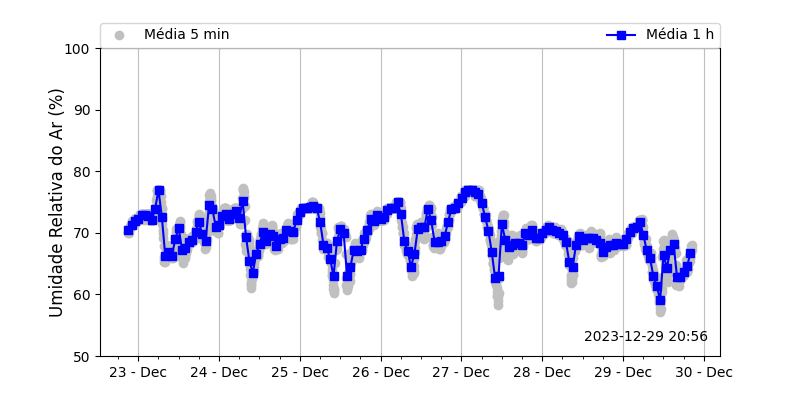 Média 5 min
Média 1 h
Umidade Relativa do Ar (%)
100
90
80
70
60
50
2023-12-29 20:56
23 - Dec
24 - Dec
25 - Dec
26 - Dec
27 - Dec
28 - Dec
29 - Dec
30 - Dec